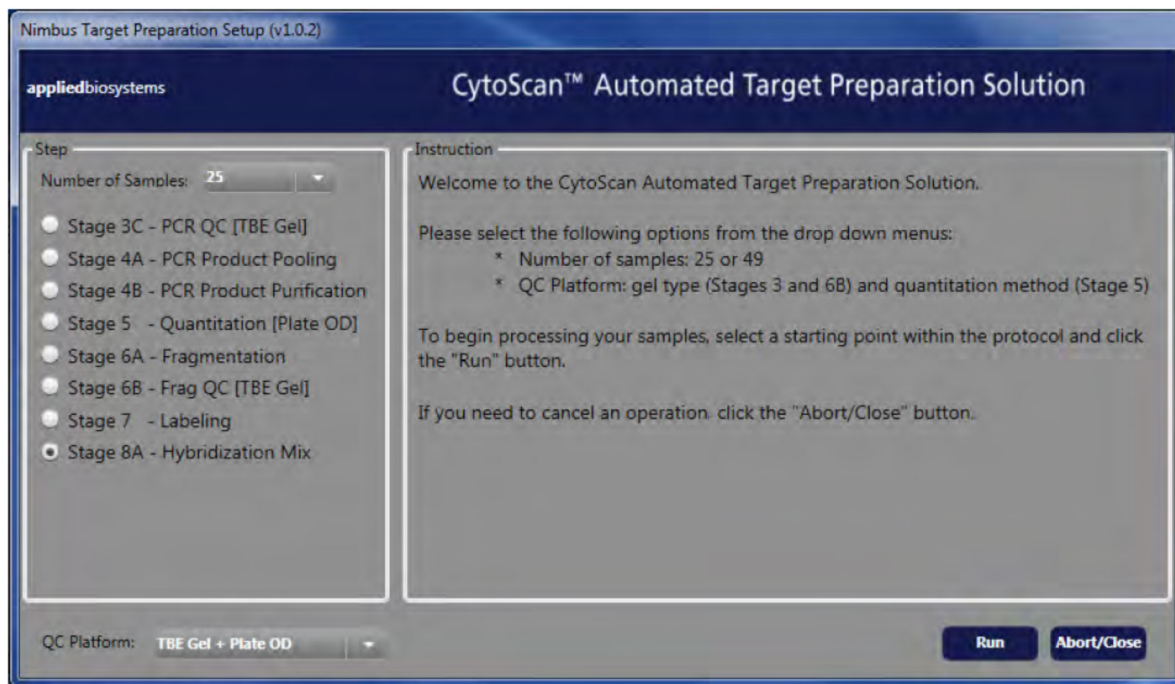 Nimbus Target Preparation Setup (v1.0.2)
appliedbiosystems
CytoScan™ Automated Target Preparation Solution
Step
Number of Samples: 25
Stage 3C - PCR QC [TBE Gel]
Stage 4A - PCR Product Pooling
Stage 4B - PCR Product Purification
Stage 5 - Quantitation [Plate OD]
Stage 6A - Fragmentation
Stage 6B - Frag QC [TBE Gel]
Stage 7 - Labeling
Stage 8A - Hybridization Mix
QC Platform: TBE Gel + Plate OD
Instruction
Welcome to the CytoScan Automated Target Preparation Solution.
Please select the following options from the drop down menus:
* Number of samples: 25 or 49
* QC Platform: gel type (Stages 3 and 6B) and quantitation method (Stage 5)
To begin processing your samples, select a starting point within the protocol and click
the "Run" button.
If you need to cancel an operation, click the "Abort/Close" button.
Run
Abort/Close